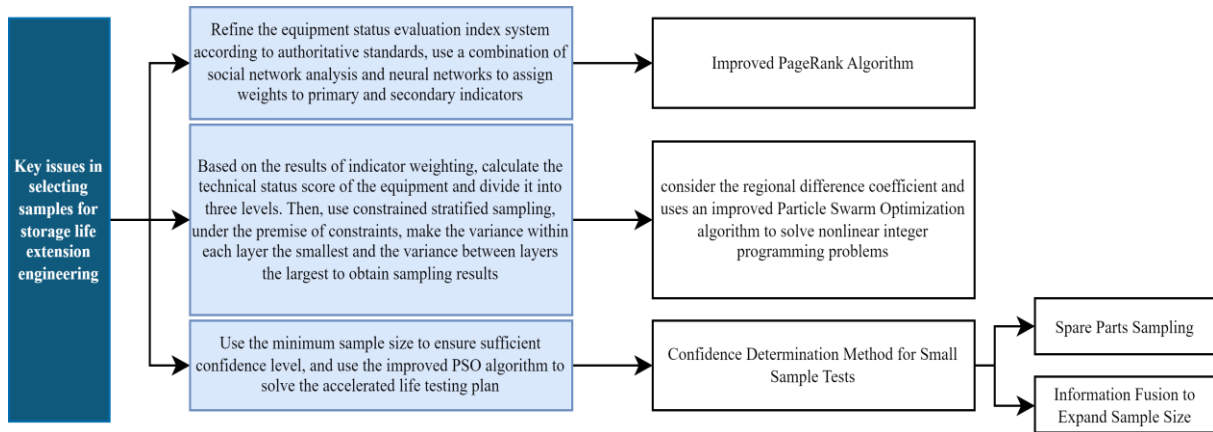 Key issues in
selecting
samples for
storage life
extension
engineering
Refine the equipment status evaluation index system
according to authoritative standards, use a combination of
social network analysis and neural networks to assign
weights to primary and secondary indicators
Improved PageRank Algorithm
Based on the results of indicator weighting, calculate the
technical status score of the equipment and divide it into
three levels. Then, use constrained stratified sampling,
under the premise of constraints, make the variance within
each layer the smallest and the variance between layers
the largest to obtain sampling results
consider the regional difference coefficient and
uses an improved Particle Swarm Optimization
algorithm to solve nonlinear integer
programming problems
Use the minimum sample size to ensure sufficient
confidence level, and use the improved PSO algorithm to
solve the accelerated life testing plan
Confidence Determination Method for Small
Sample Tests
Spare Parts Sampling
Information Fusion to
Expand Sample Size